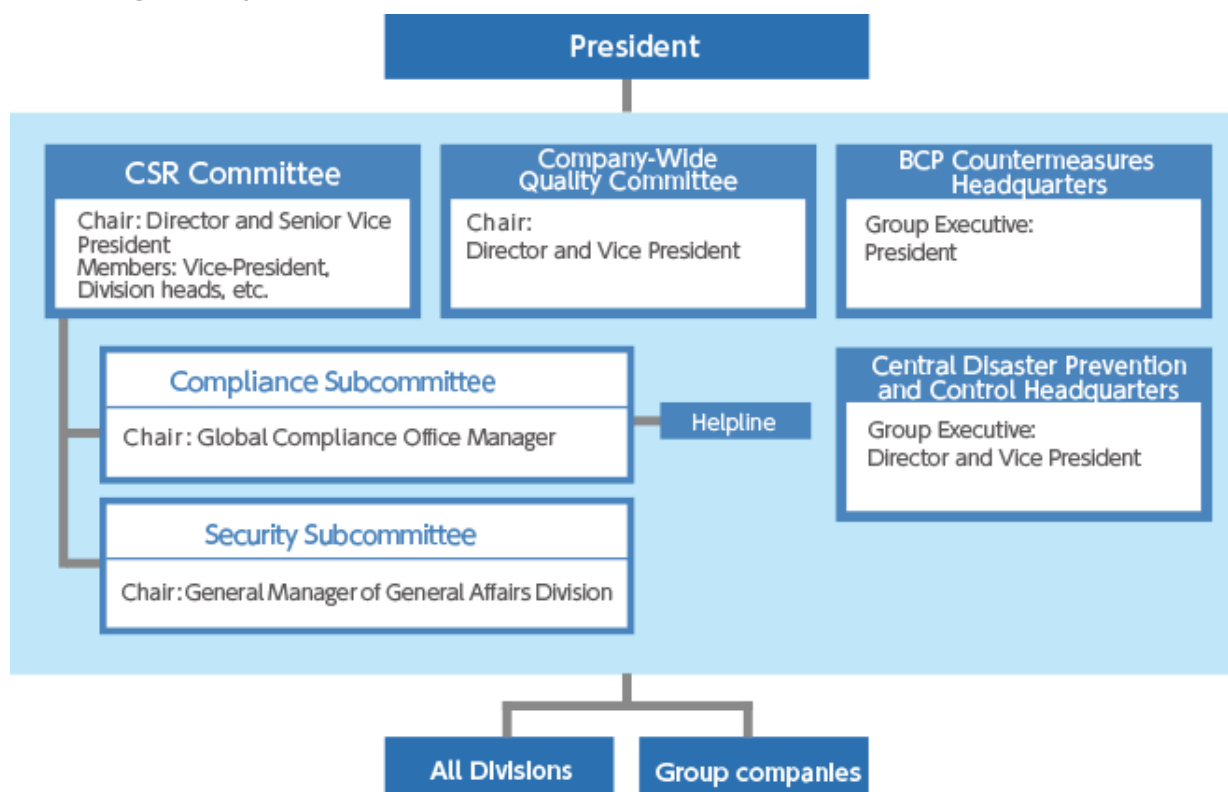 President
CSR Committee
Chair: Director and Senior Vice
President
Members: Vice-President,
Division heads, etc.
Company-Wide
Quality Committee
Chair:
Director and Vice President
BCP Countermeasures
Headquarters
Group Executive:
President
Compliance Subcommittee
Chair: Global Compliance Office Manager
Helpline
Central Disaster Prevention
and Control Headquarters
Group Executive:
Director and Vice President
Security Subcommittee
Chair: General Manager of General Affairs Division
All Divisions
Group companies